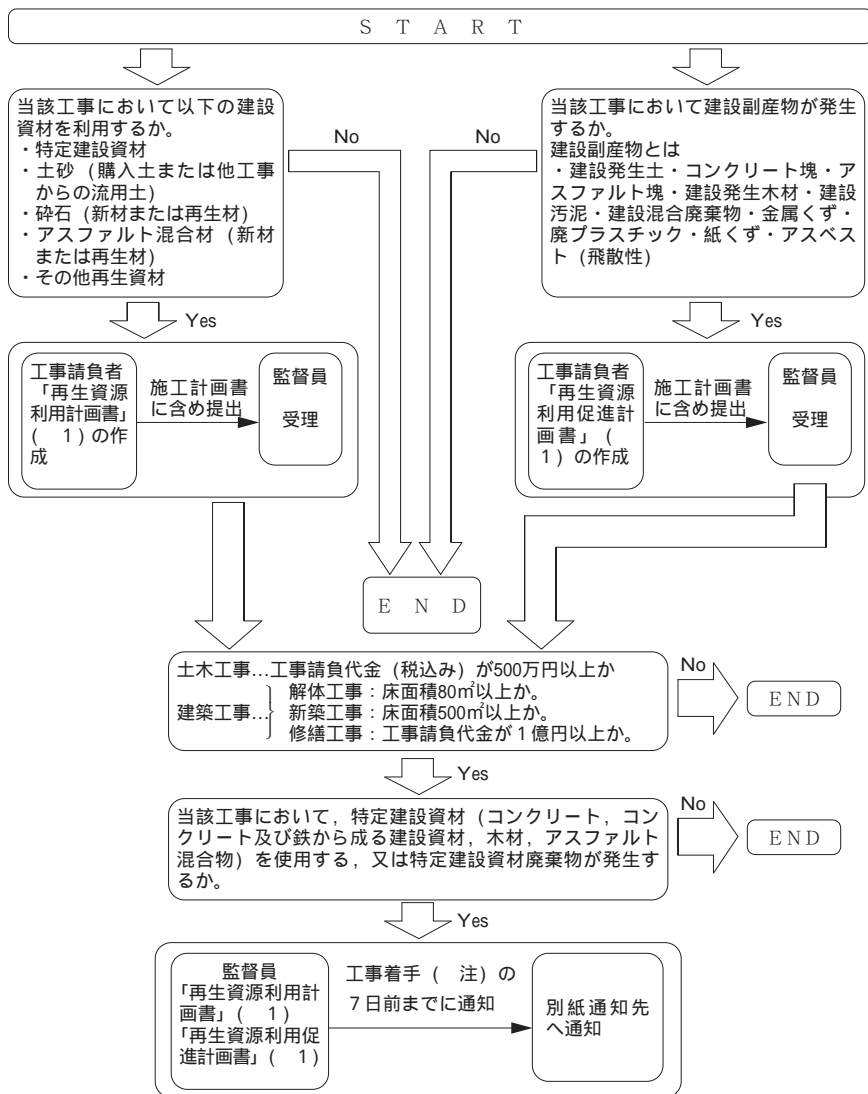 S T A R T
当該工事において以下の建設
資材を利用するか。
・特定建設資材
・土砂（購入土または他工事
からの流用土）
・砕石（新材または再生材）
・アスファルト混合材（新材
または再生材）
・その他再生資材
No
No
当該工事において建設副産物が発生
するか。
建設副産物とは
・建設発生土・コンクリート塊・ア
スファルト塊・建設発生木材・建設
汚泥・建設混合廃棄物・金属くず・
廃プラスチック・紙くず・アスベス
ト（飛散性）
Yes
Yes
工事請負者
「再生資源
利用計画書」
（　1）の作
成
施工計画書
に含め提出
監督員
受理
工事請負者
「再生資源
利用促進計
画書」（
1）の作成
施工計画書
に含め提出
監督員
受理
E N D
土木工事…工事請負代金（税込み）が500万円以上か
建築工事…
解体工事：床面積80㎡以上か。
新築工事：床面積500㎡以上か。
修繕工事：工事請負代金が１億円以上か。
No
E N D
Yes
当該工事において，特定建設資材（コンクリート，コン
クリート及び鉄から成る建設資材，木材，アスファルト
混合物）を使用する，又は特定建設資材廃棄物が発生す
るか。
No
E N D
Yes
監督員
「再生資源利用計
画書」（　1）
「再生資源利用促
進計画書」（　1）
工事着手（　注）の
７日前までに通知
別紙通知先
へ通知